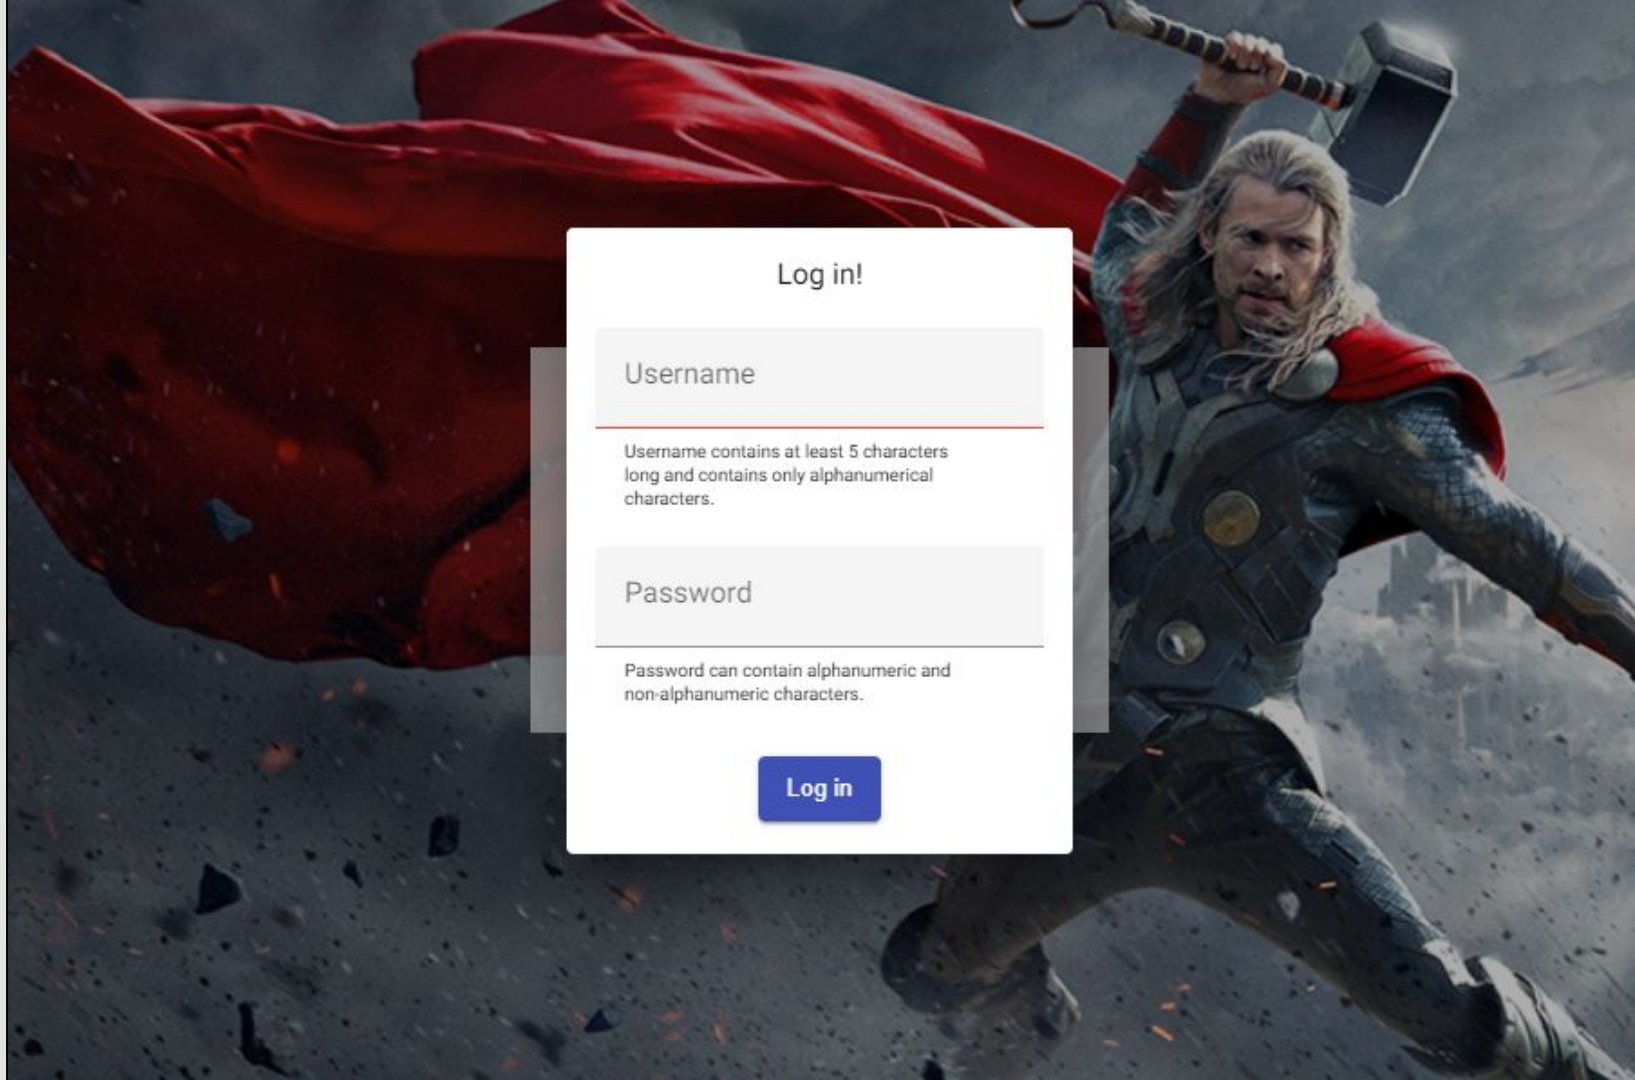 Log in!
Username
Username contains at least 5 characters
long and contains only alphanumerical
characters.
Password
Password can contain alphanumeric and
non-alphanumeric characters.
Log in